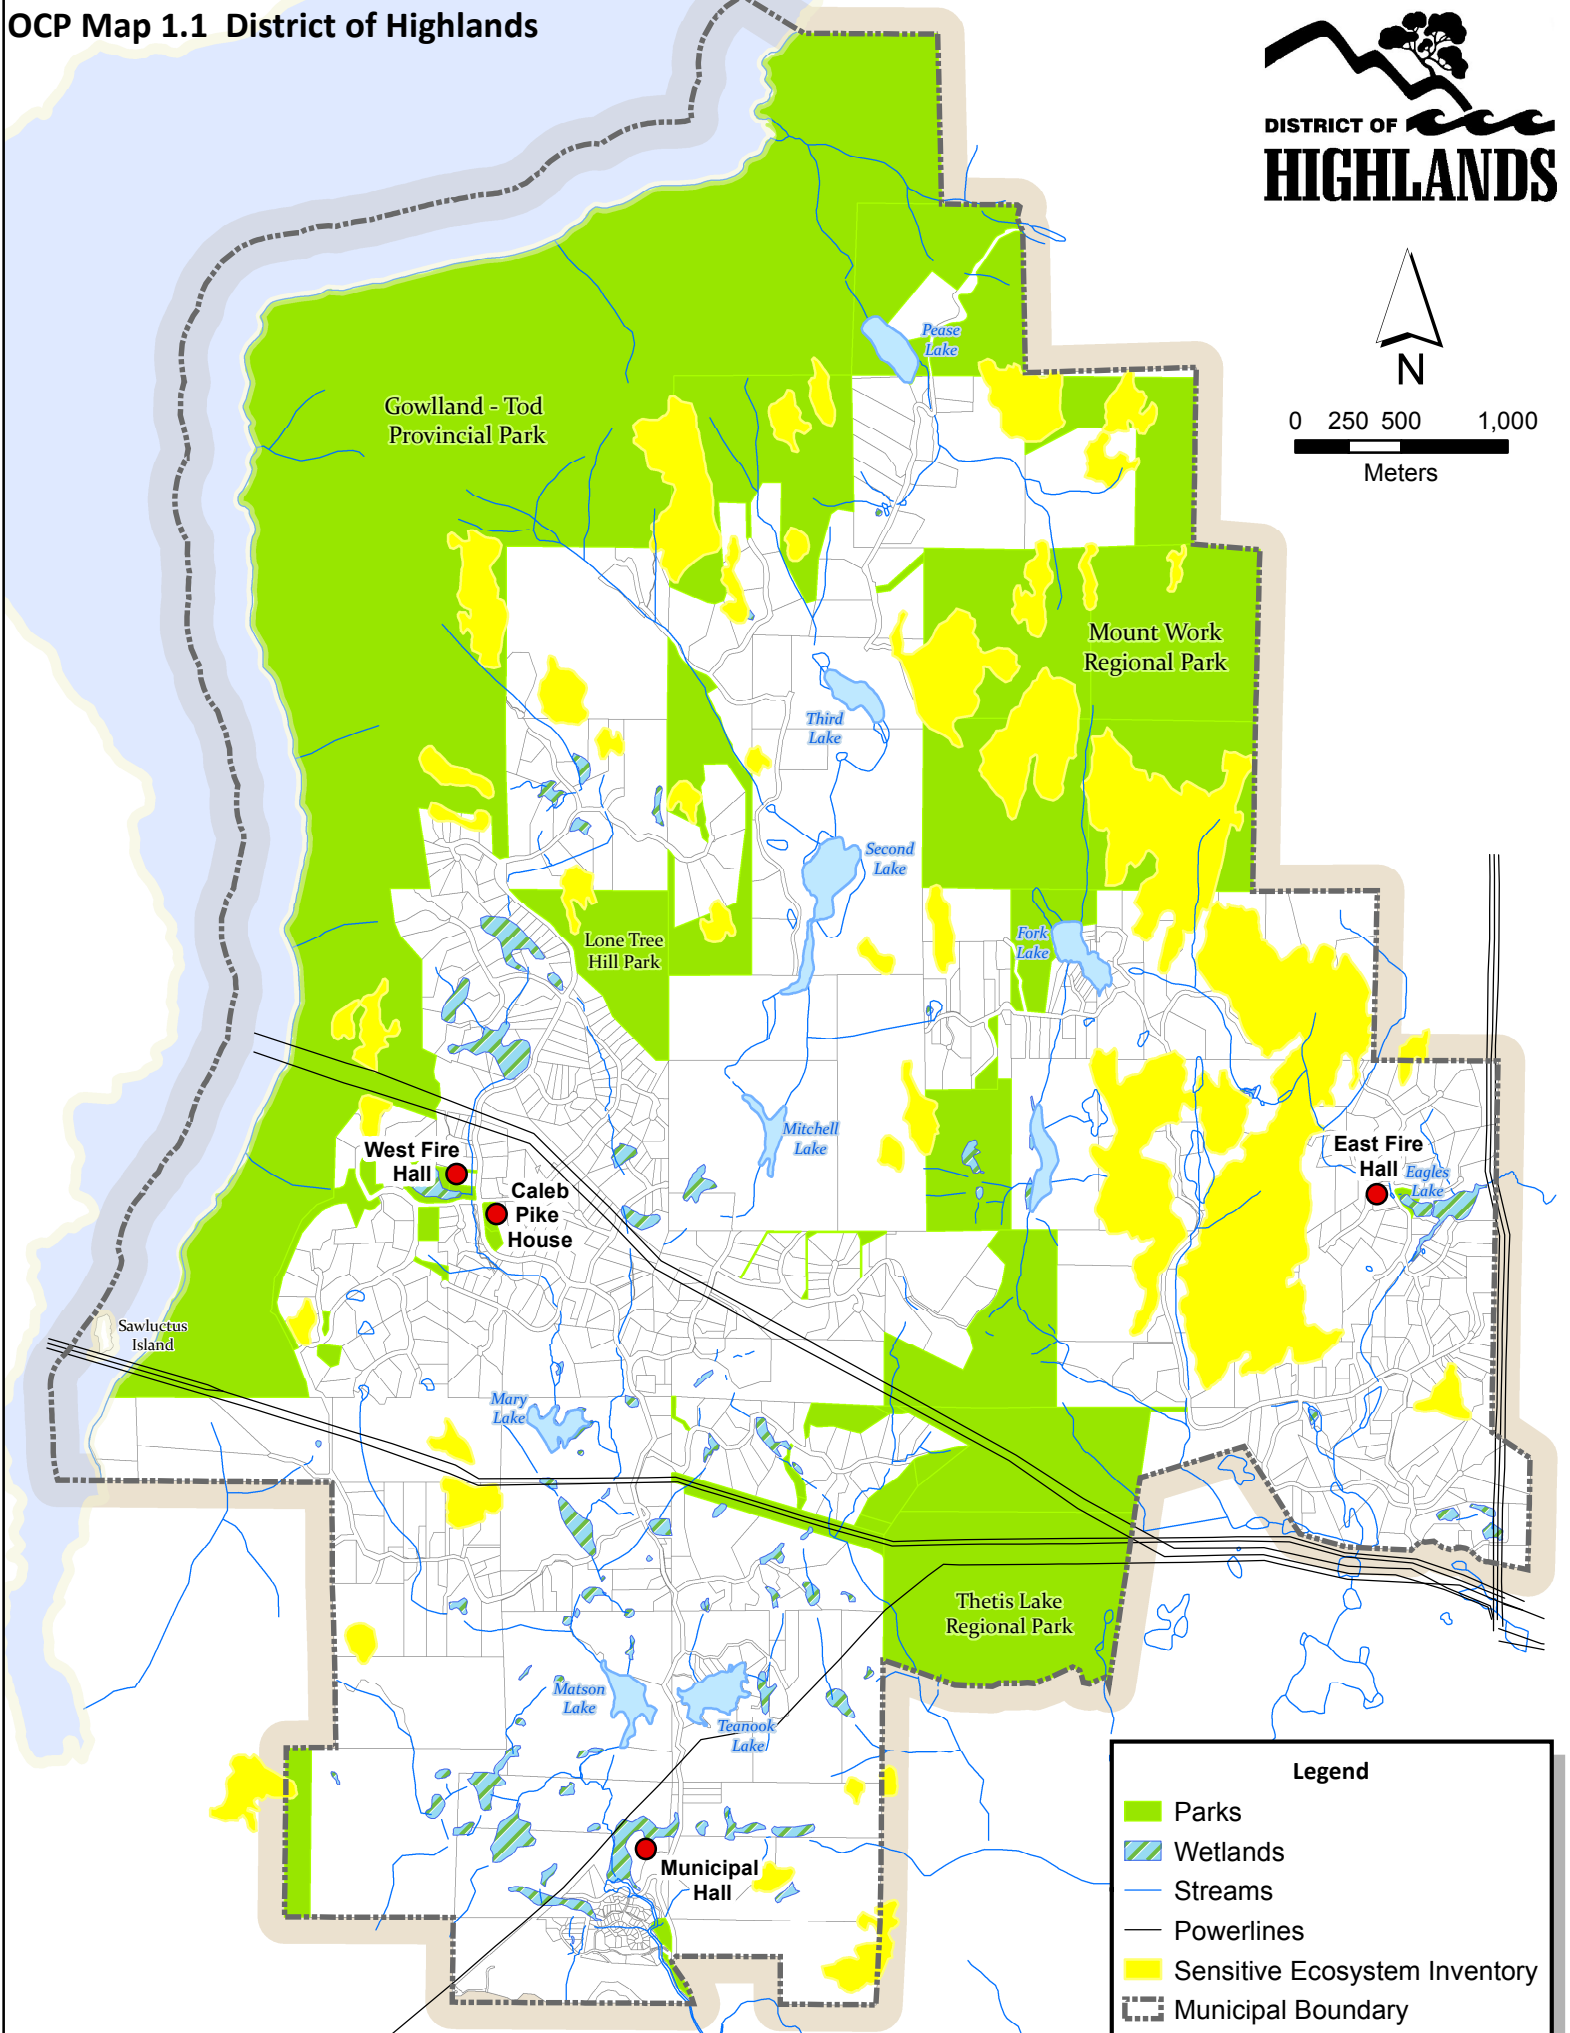 OCP Map 1.1 District of Highlands
DISTRICT OF
HIGHLANDS
N
0 250 500 1,000
Meters
Pease
Lake
Gowlland - Tod
Provincial Park
Mount Work
Regional Park
Third
Lake
Second
Lake
Lone Tree
Hill Park
Fork
Lake
Mitchell
Lake
West Fire
Hall
Caleb
Pike
House
East Fire
Hall
Eagles
Lake
Sawluctus
Island
Mary
Lake
Thetis Lake
Regional Park
Matson
Lake
Teanook
Lake
Municipal
Hall
Legend
Parks
Wetlands
Streams
Powerlines
Sensitive Ecosystem Inventory
Municipal Boundary